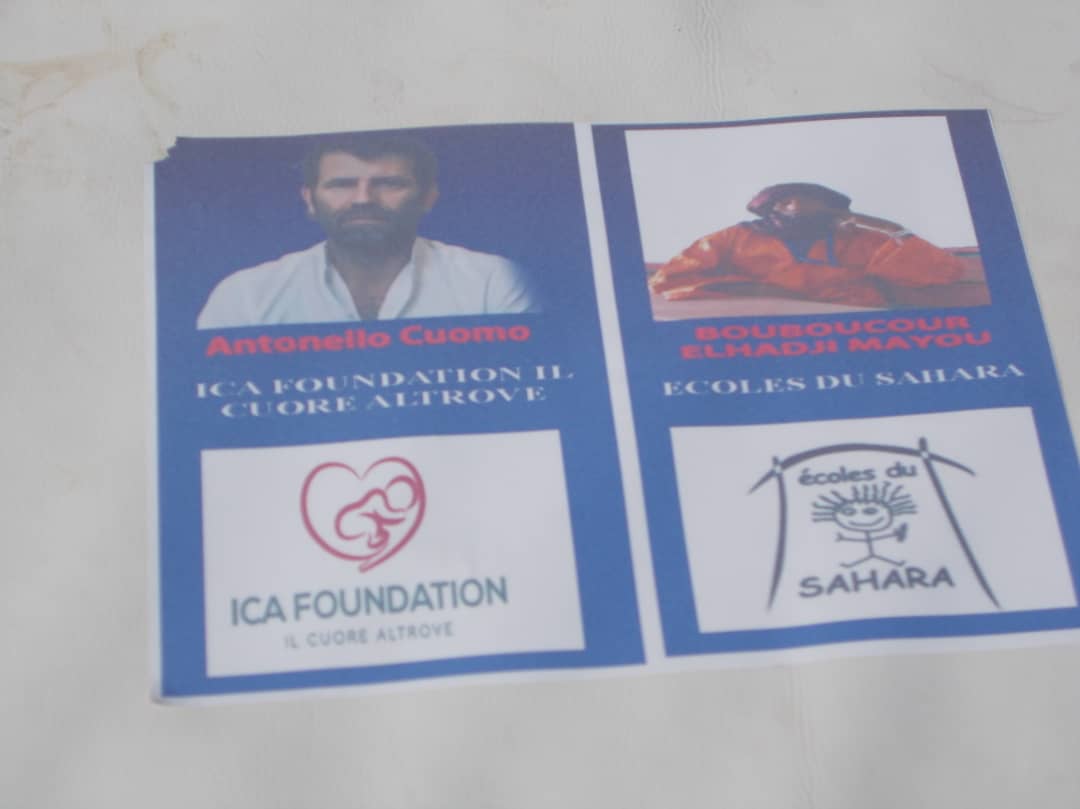 Antonello Cuomo
ICA FOUNDATION IL
CUORE ALTROVE
ICA FOUNDATION
IL CUORE ALTROVE
BOUBOUCOUR
ELHADJI MAYOU
ECOLES DU SAHARA
écoles du
SAHARA